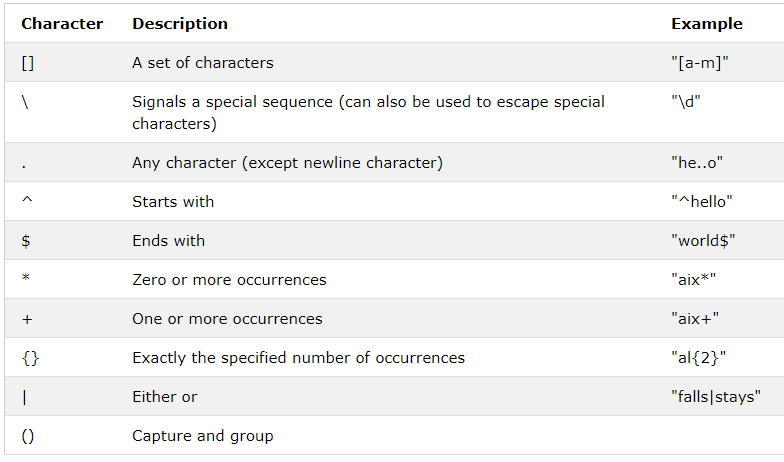 Character Description Example
[] A set of characters "[a-m]"
\ Signals a special sequence (can also be used to escape special "\d"
characters)
. Any character (except newline character) "he..o"
^ Starts with "^hello"
$ Ends with "world$"
* Zero or more occurrences "aix*"
+ One or more occurrences "aix+"
{} Exactly the specified number of occurrences "al{2}"
| Either or "falls|stays"
() Capture and group